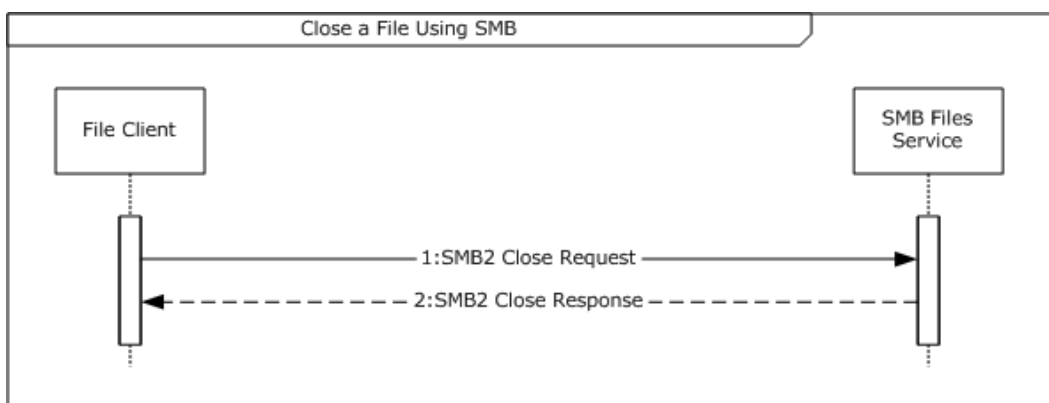 Close a File Using SMB
File Client
SMB Files
Service
1:SMB2 Close Request
2:SMB2 Close Response